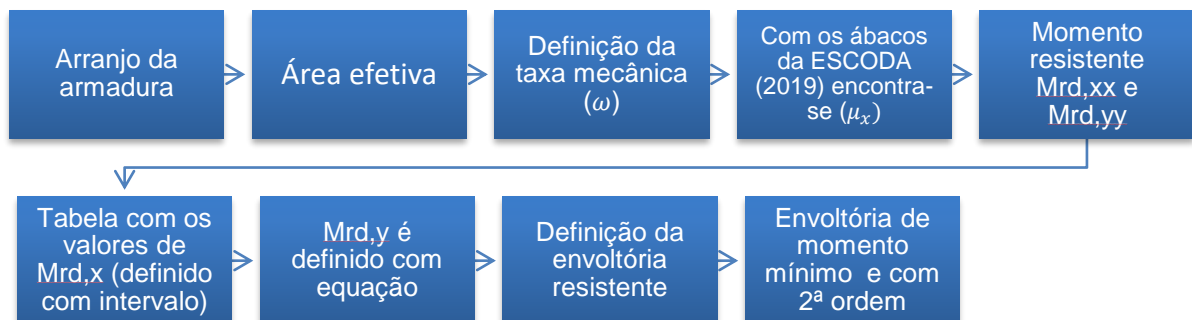 Arranjo da
armadura
Área efetiva
Definição da
taxa mecânica
(ω)
Com os ábacos
da ESCODA
(2019) encontra-
se (μₓ)
Momento
resistente
Mrd,xx e
Mrd,yy
Tabela com os
valores de
Mrd,x (definido
com intervalo)
Mrd,y é
definido com
equação
Definição da
envoltória
resistente
Envoltória de
momento
mínimo e com
2ª ordem